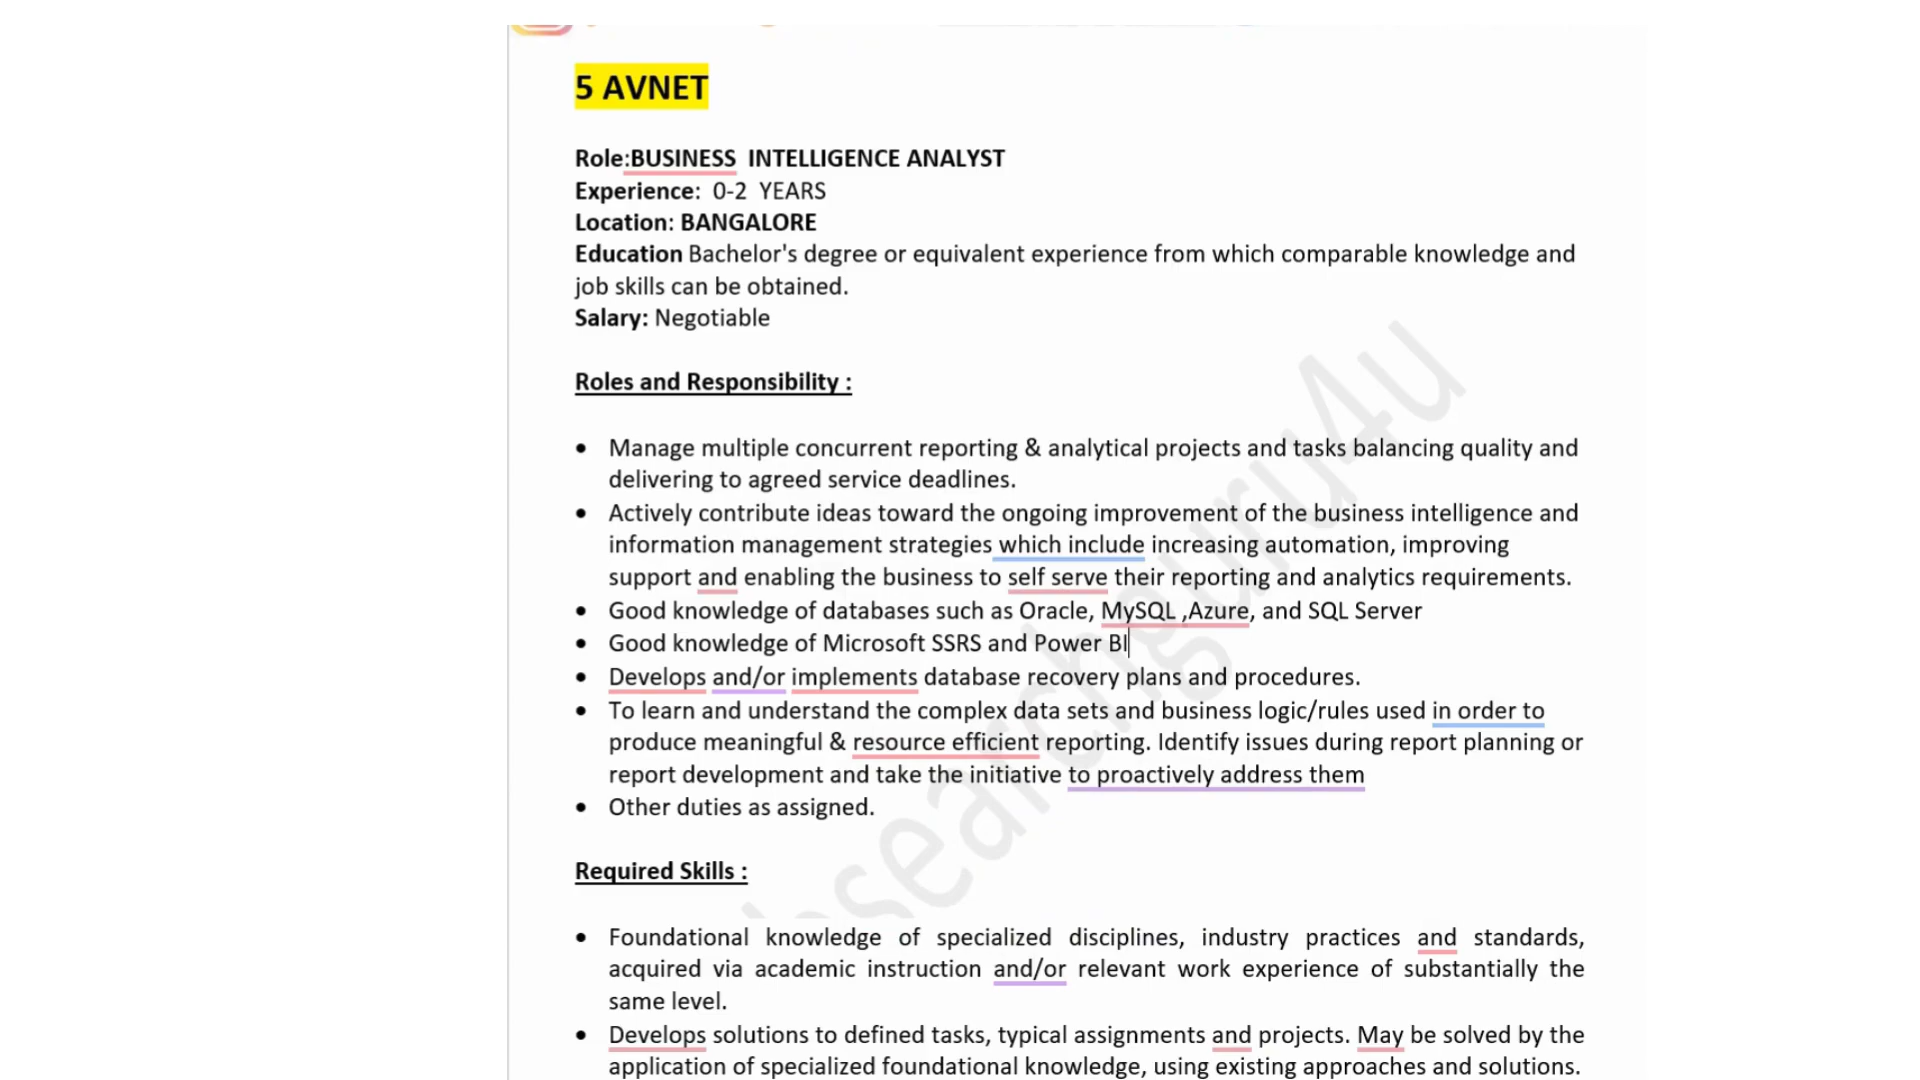 5 AVNET
Role:BUSINESS INTELLIGENCE ANALYST
Experience: 0-2 YEARS
Location: BANGALORE
Education Bachelor's degree or equivalent experience from which comparable knowledge and
job skills can be obtained.
Salary: Negotiable
Roles and Responsibility :
• Manage multiple concurrent reporting & analytical projects and tasks balancing quality and
delivering to agreed service deadlines.
• Actively contribute ideas toward the ongoing improvement of the business intelligence and
information management strategies which include increasing automation, improving
support and enabling the business to self serve their reporting and analytics requirements.
• Good knowledge of databases such as Oracle, MySQL ,Azure, and SQL Server
• Good knowledge of Microsoft SSRS and Power BI
• Develops and/or implements database recovery plans and procedures.
• To learn and understand the complex data sets and business logic/rules used in order to
produce meaningful & resource efficient reporting. Identify issues during report planning or
report development and take the initiative to proactively address them
• Other duties as assigned.
Required Skills :
• Foundational knowledge of specialized disciplines, industry practices and standards,
acquired via academic instruction and/or relevant work experience of substantially the
same level.
• Develops solutions to defined tasks, typical assignments and projects. May be solved by the
application of specialized foundational knowledge, using existing approaches and solutions.